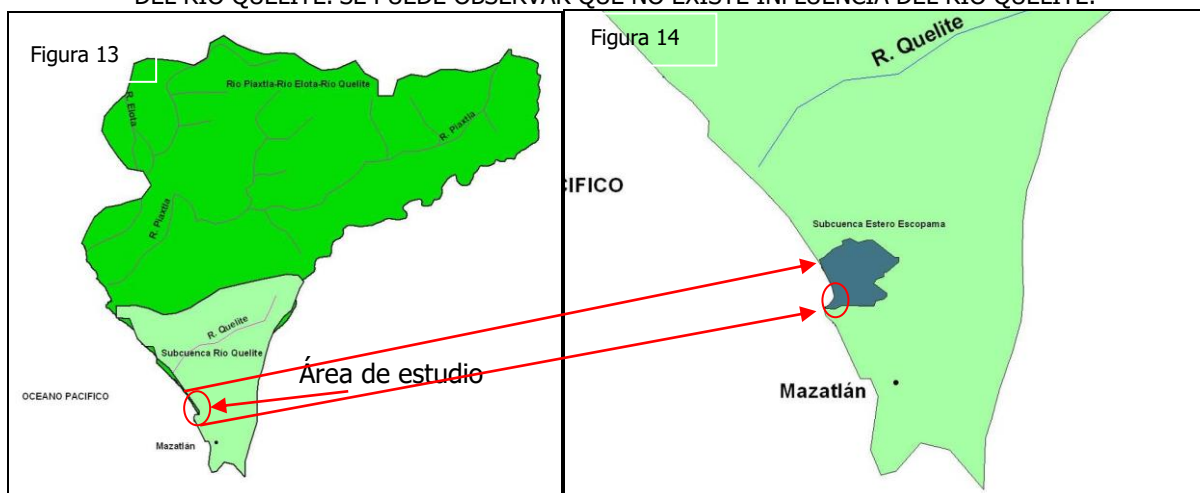 DEL RIO QUELITE. SE PUEDE OBSERVAR QUE NO EXISTE INFLUENCIA DEL RIO QUELITE.
Figura 13
Rio Piaxtla-Rio Elota-Rio Quelite
R. Elota
R. Piaxtla
R. Piaxtla
R. Quelite
Subcuenca Rio Quelite
Área de estudio
OCEANO PACIFICO
Mazatlán
Figura 14
R. Quelite
CIFICO
Subcuenca Estero Escopama
Mazatlán